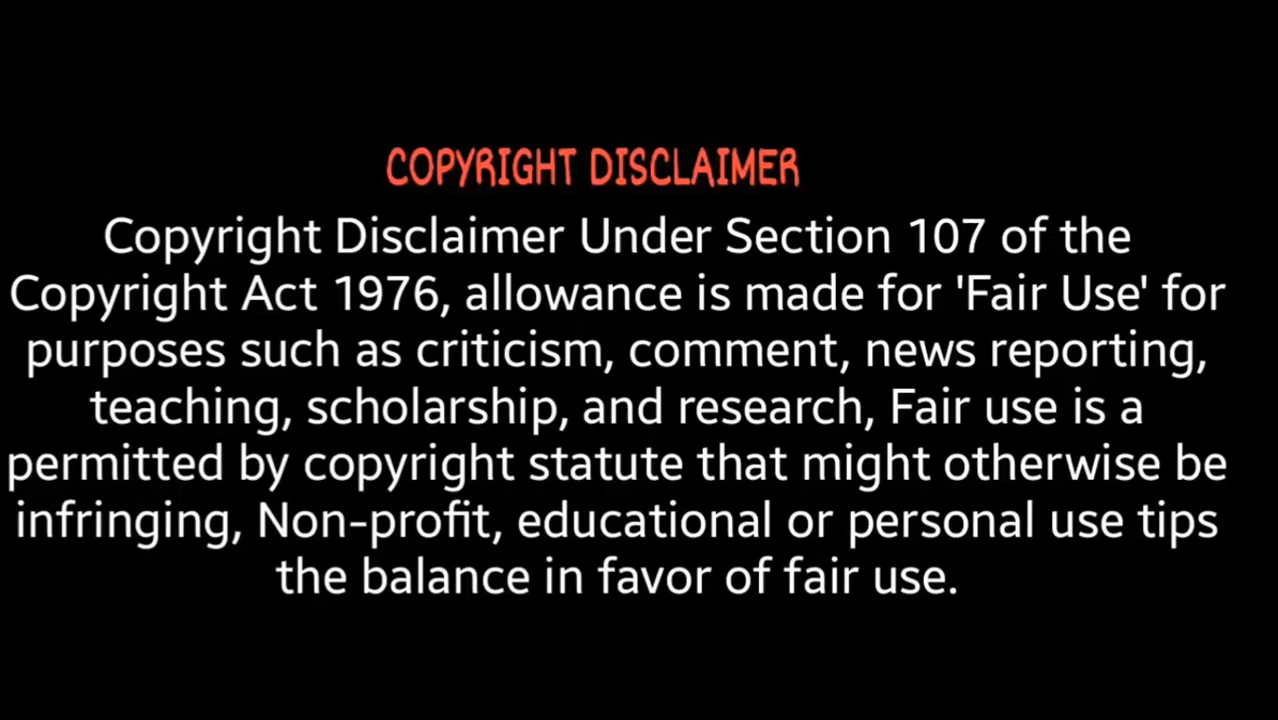 COPYRIGHT DISCLAIMER
Copyright Disclaimer Under Section 107 of the
Copyright Act 1976, allowance is made for 'Fair Use' for
purposes such as criticism, comment, news reporting,
teaching, scholarship, and research, Fair use is a
permitted by copyright statute that might otherwise be
infringing, Non-profit, educational or personal use tips
the balance in favor of fair use.